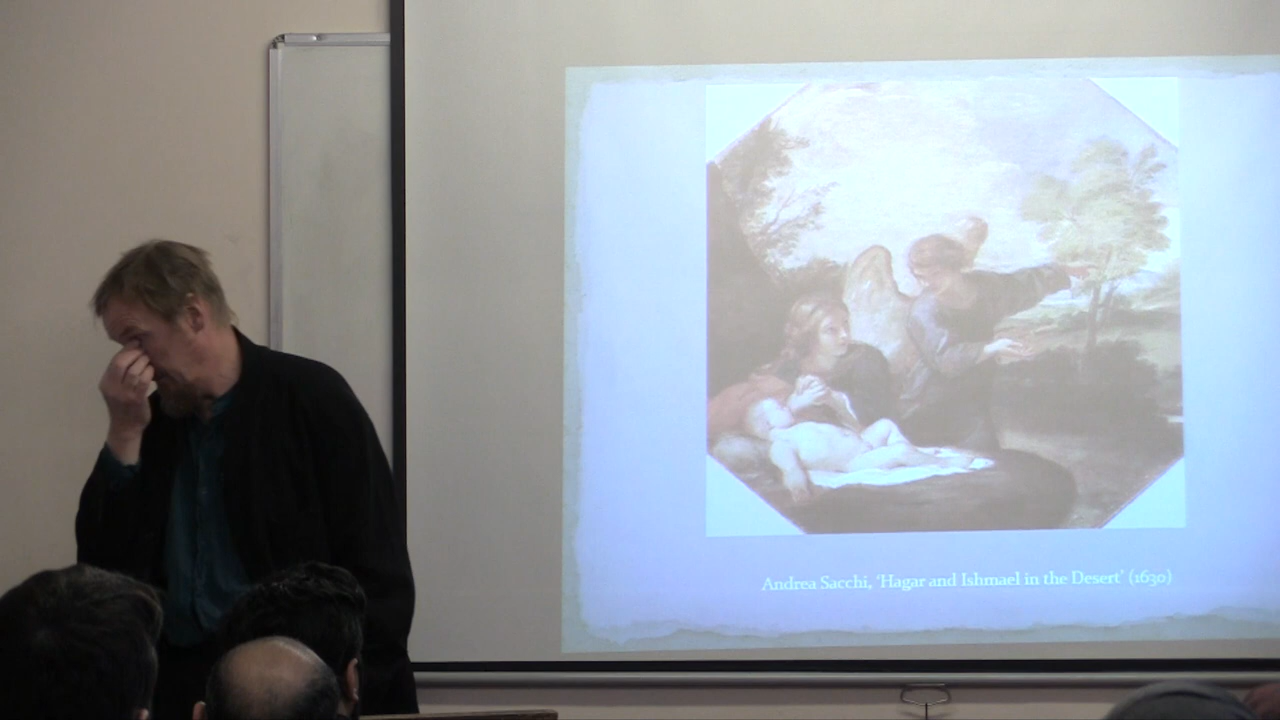 Andrea Sacchi, ‘Hagar and Ishmael in the Desert’ (1630)